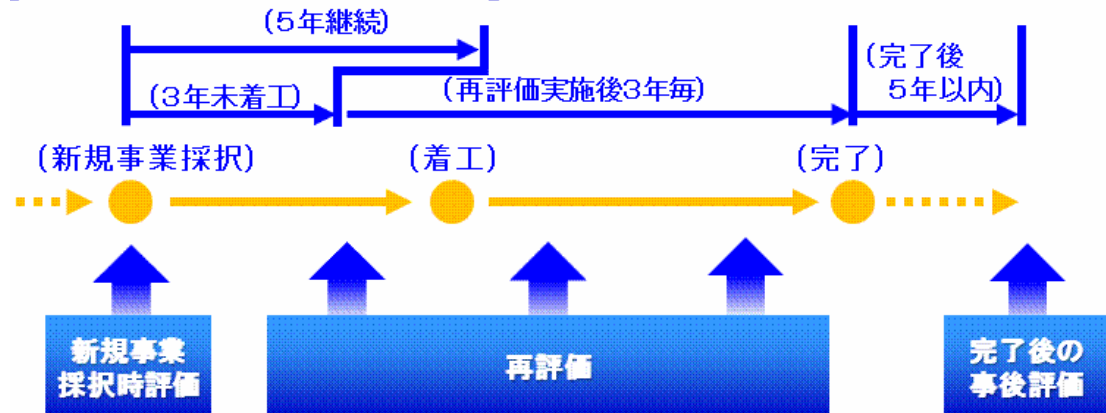 (5年継続)
(3年未着工)
(再評価実施後3年毎)
(完了後
5年以内)
(新規事業採択)
(着工)
(完了)
新規事業
採択時評価
再評価
完了後の
事後評価